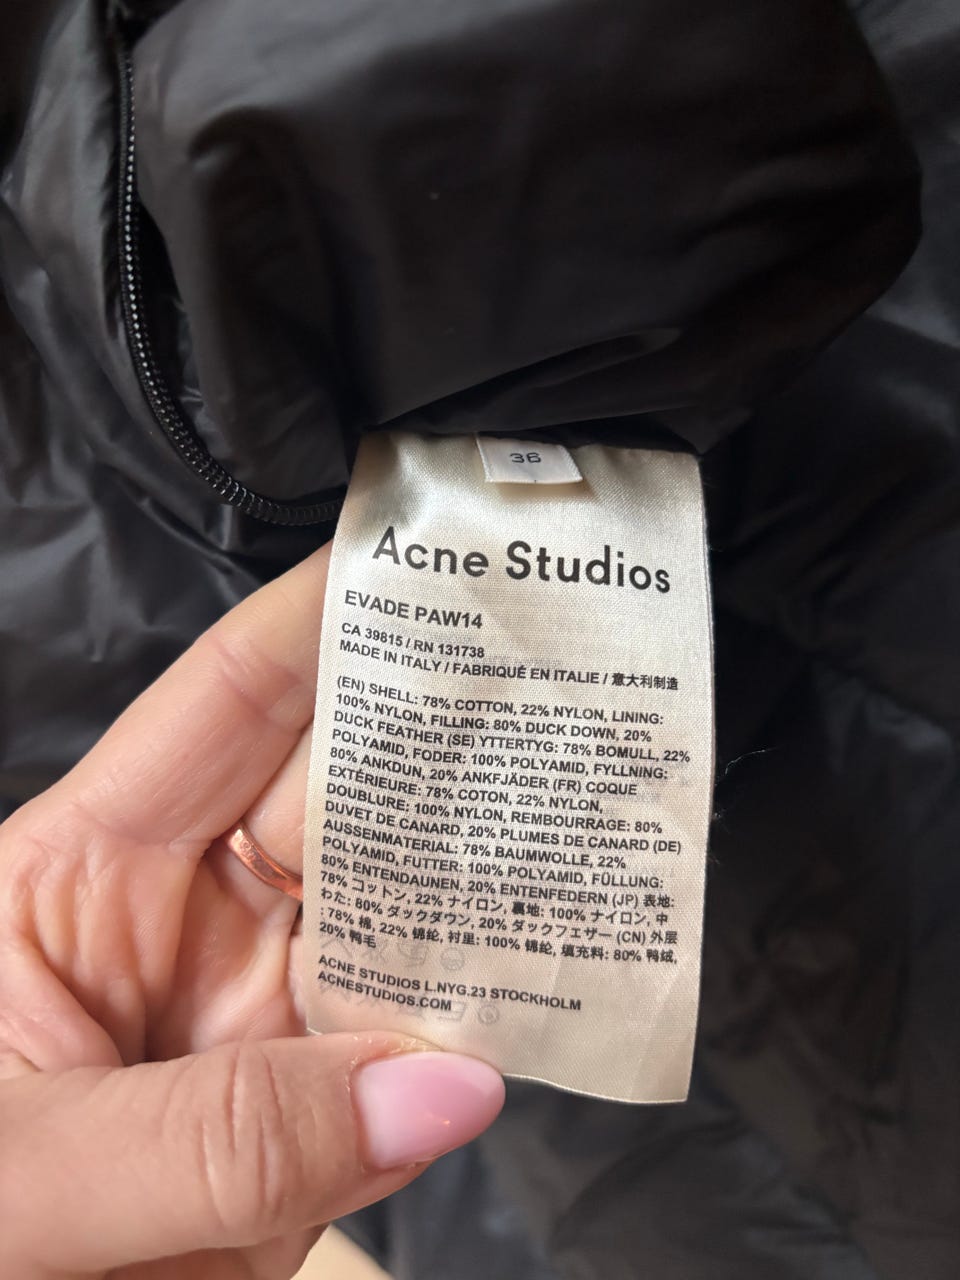 36
Acne Studios
EVADE PAW14
CA 39815 / RN 131738
MADE IN ITALY / FABRIQUÉ EN ITALIE / 意大利制造
(EN) SHELL: 78% COTTON, 22% NYLON, LINING:
100% NYLON, FILLING: 80% DUCK DOWN, 20%
DUCK FEATHER (SE) YTTERTYG: 78% BOMULL, 22%
POLYAMID, FODER: 100% POLYAMID, FYLLNING:
80% ANKDUN, 20% ANKFJÄDER (FR) COQUE
EXTÉRIEURE: 78% COTON, 22% NYLON,
DOUBLURE: 100% NYLON, REMBOURRAGE: 80%
DUVET DE CANARD, 20% PLUMES DE CANARD (DE)
AUSSENMATERIAL: 78% BAUMWOLLE, 22%
POLYAMID, FUTTER: 100% POLYAMID, FÜLLUNG:
80% ENTENDAUNEN, 20% ENTENFEDERN (JP) 表地:
78% コットン, 22% ナイロン, 裏地: 100% ナイロン, 中
わた: 80% ダックダウン, 20% ダックフェザー (CN) 外层
: 78% 棉, 22% 锦纶, 衬里: 100% 锦纶, 填充料: 80% 鸭绒,
20% 鸭毛
ACNE STUDIOS L.NYG.23 STOCKHOLM
ACNESTUDIOS.COM